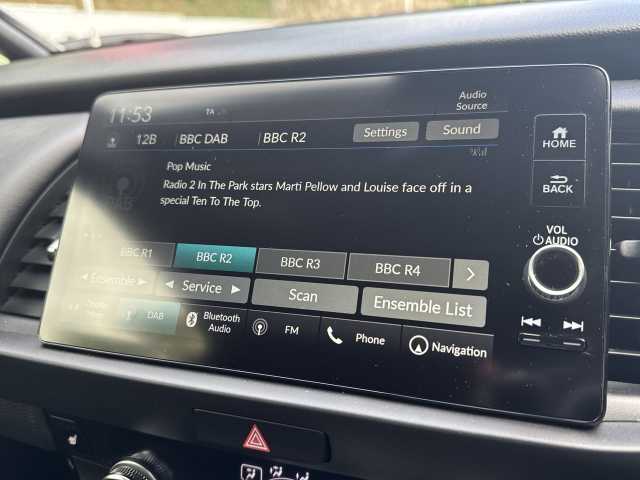 11:53 TA
Audio
Source
12B BBC DAB BBC R2 Settings Sound
HOME
Pop Music
Radio 2 In The Park stars Marti Pellow and Louise face off in a
special Ten To The Top.
BACK
DAB
VOL
AUDIO
BBC R1 BBC R2 BBC R3 BBC R4
Ensemble Service Scan Ensemble List
DAB Bluetooth
Audio FM Phone Navigation